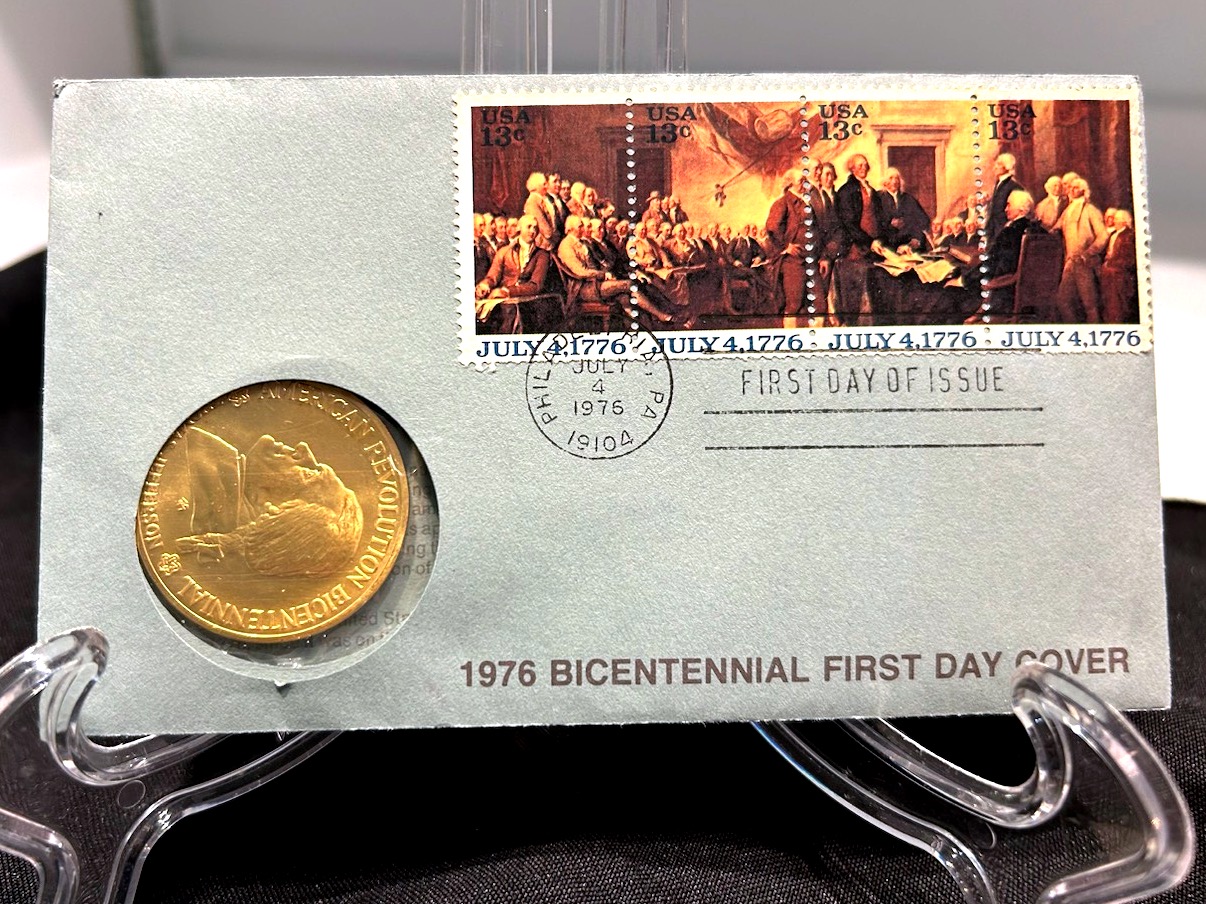 USA 13c
USA 13c
USA 13c
USA 13c
JULY 4,1776
JULY 4,1776
JULY 4,1776
JULY 4,1776
PA
JULY
4
1976
19104
FIRST DAY OF ISSUE
AMERICAN REVOLUTION BICENTENNIAL
JEFFERSON
1976 BICENTENNIAL FIRST DAY COVER